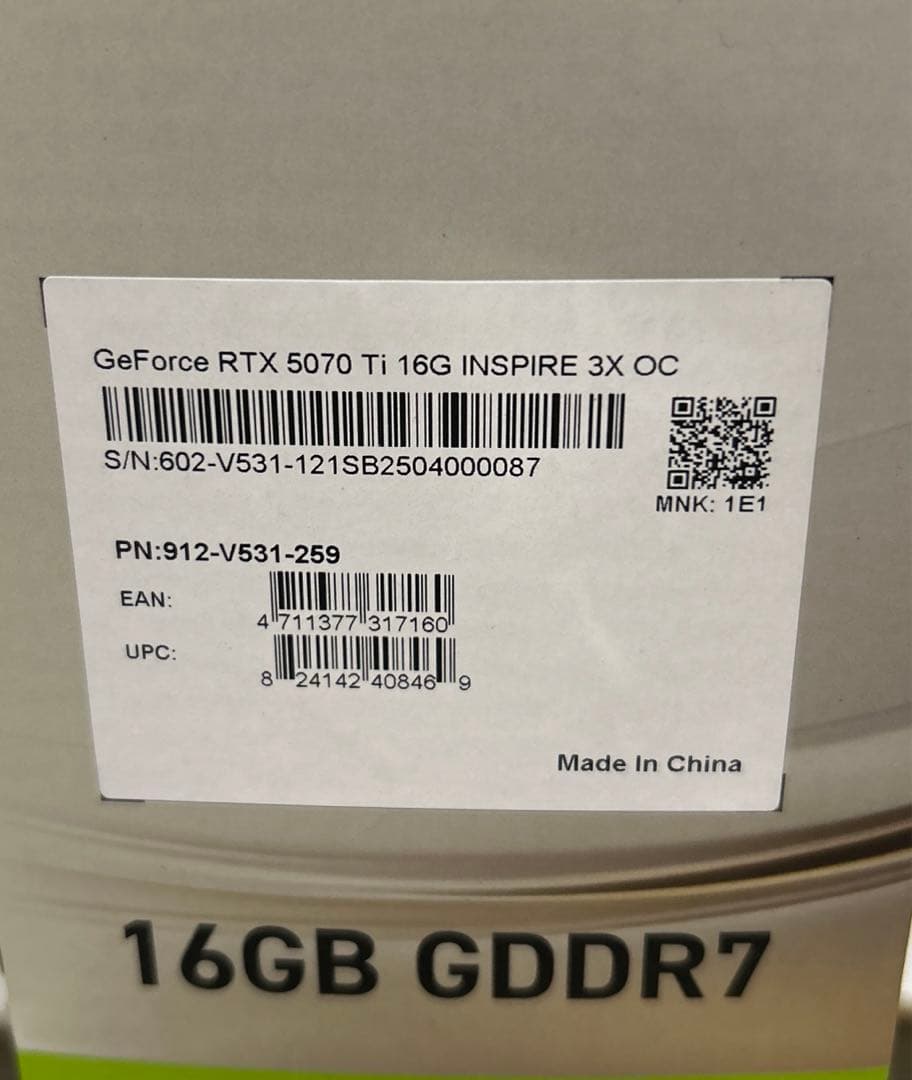 GeForce RTX 5070 Ti 16G INSPIRE 3X OC
S/N:602-V531-121SB2504000087
MNK: 1E1
PN:912-V531-259
EAN:
4 711377 317160
UPC:
8 24142 40846 9
Made In China
16GB GDDR7